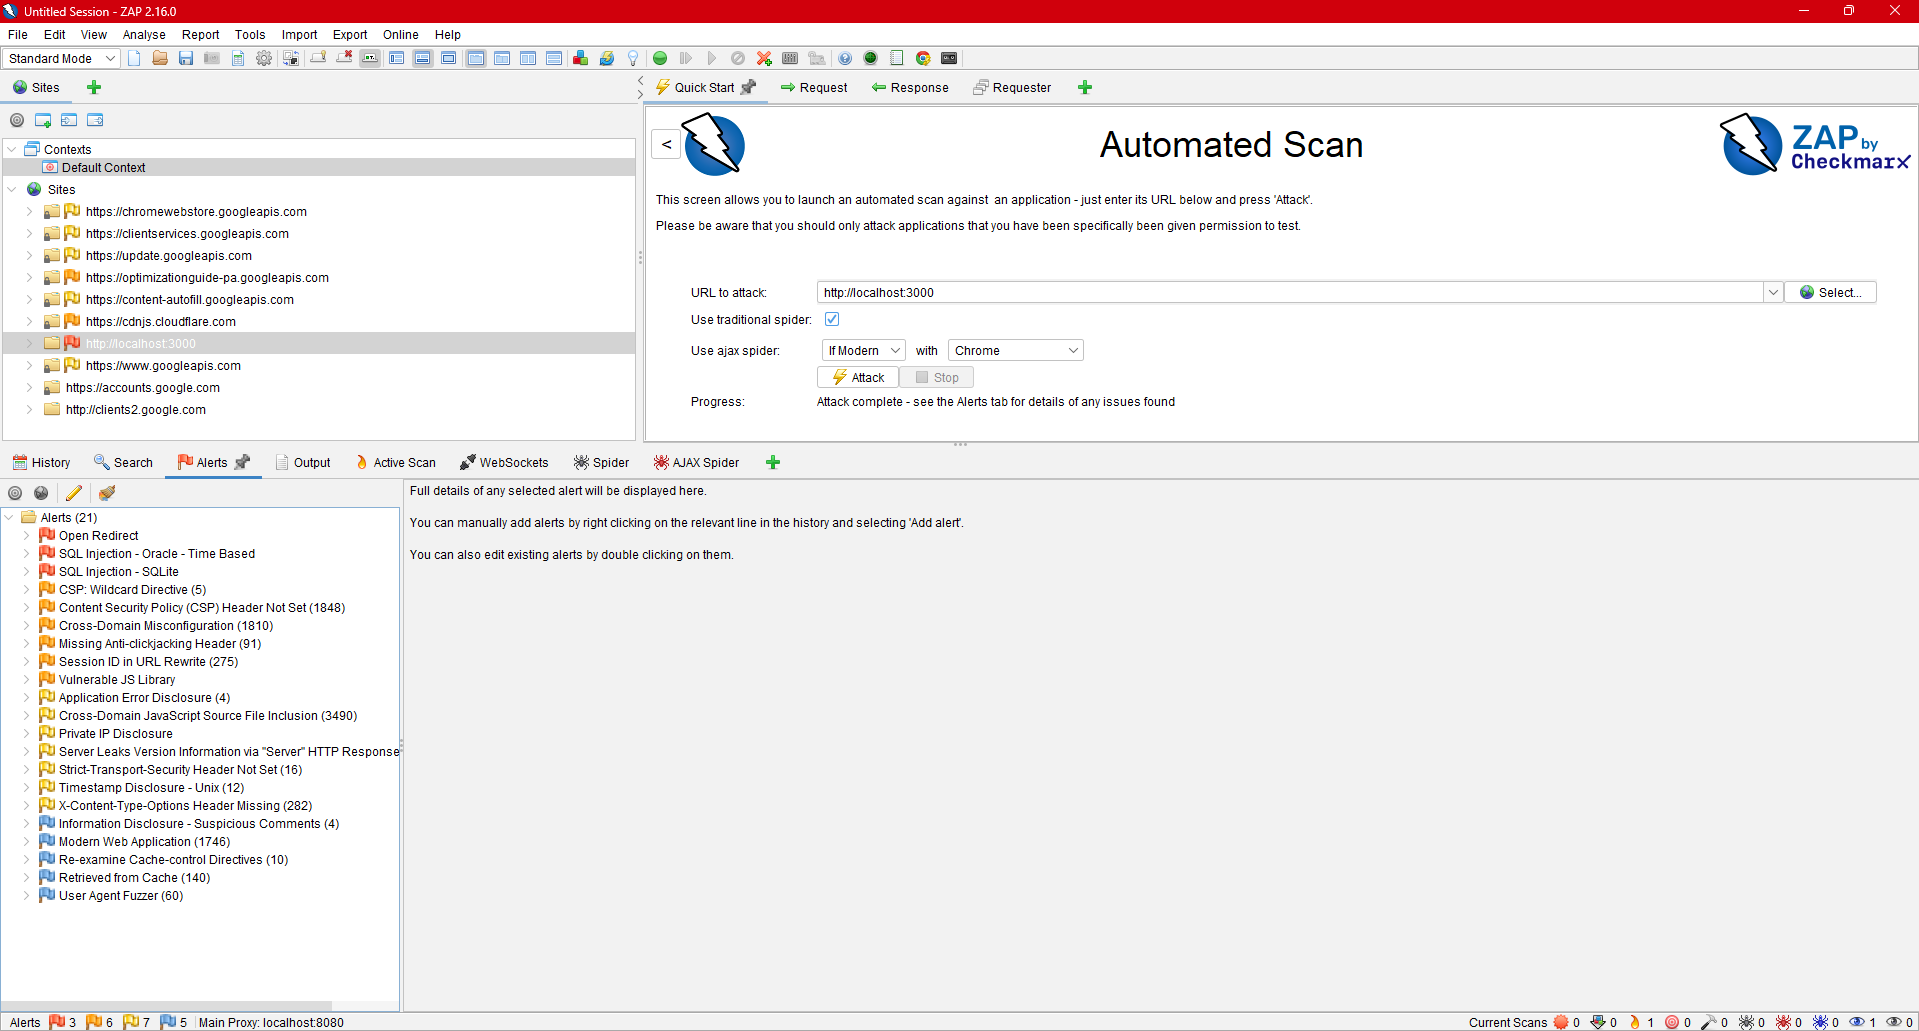 Untitled Session - ZAP 2.16.0
File Edit View Analyse Report Tools Import Export Online Help
Standard Mode
Sites
Quick Start Request Response Requester
Contexts
Default Context
Sites
https://chromewebstore.googleapis.com
https://clientservices.googleapis.com
https://update.googleapis.com
https://optimizationguide-pa.googleapis.com
https://content-autofill.googleapis.com
https://cdnjs.cloudflare.com
http://localhost:3000
https://www.googleapis.com
https://accounts.google.com
http://clients2.google.com
<
Automated Scan
ZAP by
Checkmarx
This screen allows you to launch an automated scan against  an application - just enter its URL below and press 'Attack'.
Please be aware that you should only attack applications that you have been specifically been given permission to test.
URL to attack: http://localhost:3000 Select...
Use traditional spider:
Use ajax spider: If Modern with Chrome
Attack Stop
Progress: Attack complete - see the Alerts tab for details of any issues found
History Search Alerts Output Active Scan WebSockets Spider AJAX Spider
Alerts (21)
Open Redirect
SQL Injection - Oracle - Time Based
SQL Injection - SQLite
CSP: Wildcard Directive (5)
Content Security Policy (CSP) Header Not Set (1848)
Cross-Domain Misconfiguration (1810)
Missing Anti-clickjacking Header (91)
Session ID in URL Rewrite (275)
Vulnerable JS Library
Application Error Disclosure (4)
Cross-Domain JavaScript Source File Inclusion (3490)
Private IP Disclosure
Server Leaks Version Information via "Server" HTTP Response
Strict-Transport-Security Header Not Set (16)
Timestamp Disclosure - Unix (12)
X-Content-Type-Options Header Missing (282)
Information Disclosure - Suspicious Comments (4)
Modern Web Application (1746)
Re-examine Cache-control Directives (10)
Retrieved from Cache (140)
User Agent Fuzzer (60)
Full details of any selected alert will be displayed here.
You can manually add alerts by right clicking on the relevant line in the history and selecting 'Add alert'.
You can also edit existing alerts by double clicking on them.
Alerts 3 6 7 5 Main Proxy: localhost:8080
Current Scans 0 0 1 0 0 0 0 0 1 0